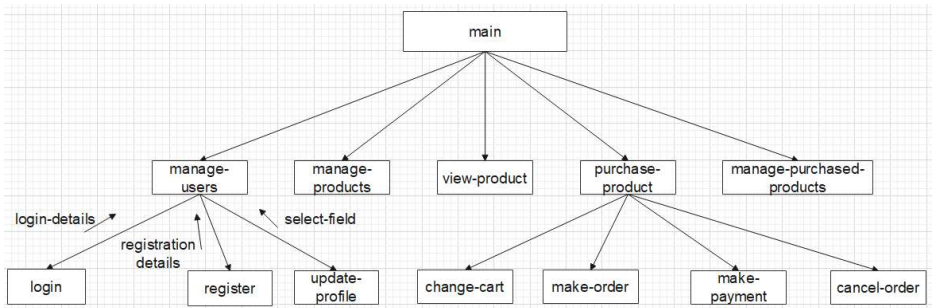 main
manage-
users
manage-
products
view-product
purchase-
product
manage-purchased-
products
login-details
select-field
registration
details
login
register
update-
profile
change-cart
make-order
make-
payment
cancel-order